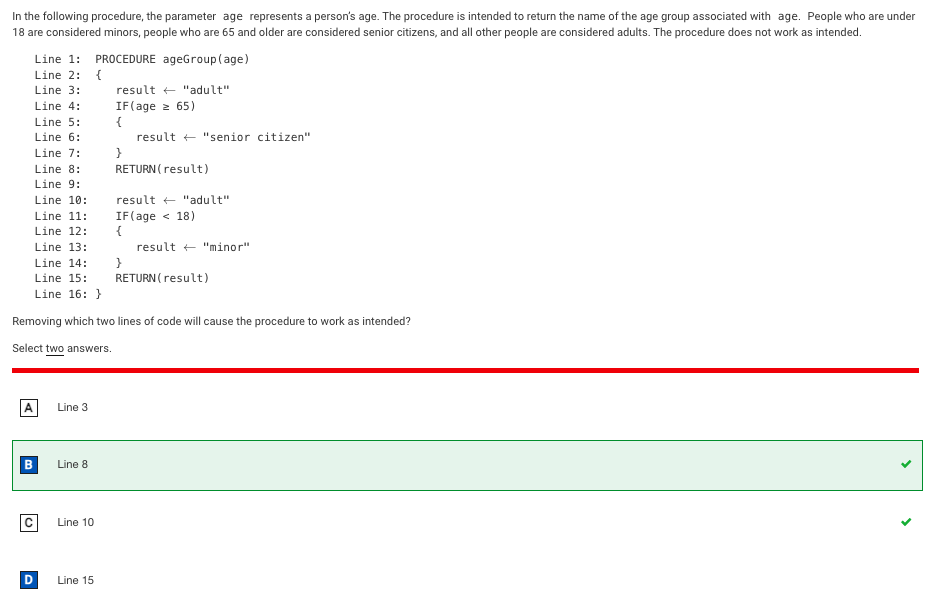 In the following procedure, the parameter age represents a person's age. The procedure is intended to return the name of the age group associated with age. People who are under
18 are considered minors, people who are 65 and older are considered senior citizens, and all other people are considered adults. The procedure does not work as intended.
Line 1: PROCEDURE ageGroup(age)
Line 2: {
Line 3: result ← "adult"
Line 4: IF(age ≥ 65)
Line 5: {
Line 6: result ← "senior citizen"
Line 7: }
Line 8: RETURN(result)
Line 9:
Line 10: result ← "adult"
Line 11: IF(age < 18)
Line 12: {
Line 13: result ← "minor"
Line 14: }
Line 15: RETURN(result)
Line 16: }
Removing which two lines of code will cause the procedure to work as intended?
Select two answers.
A Line 3
B Line 8
C Line 10
D Line 15